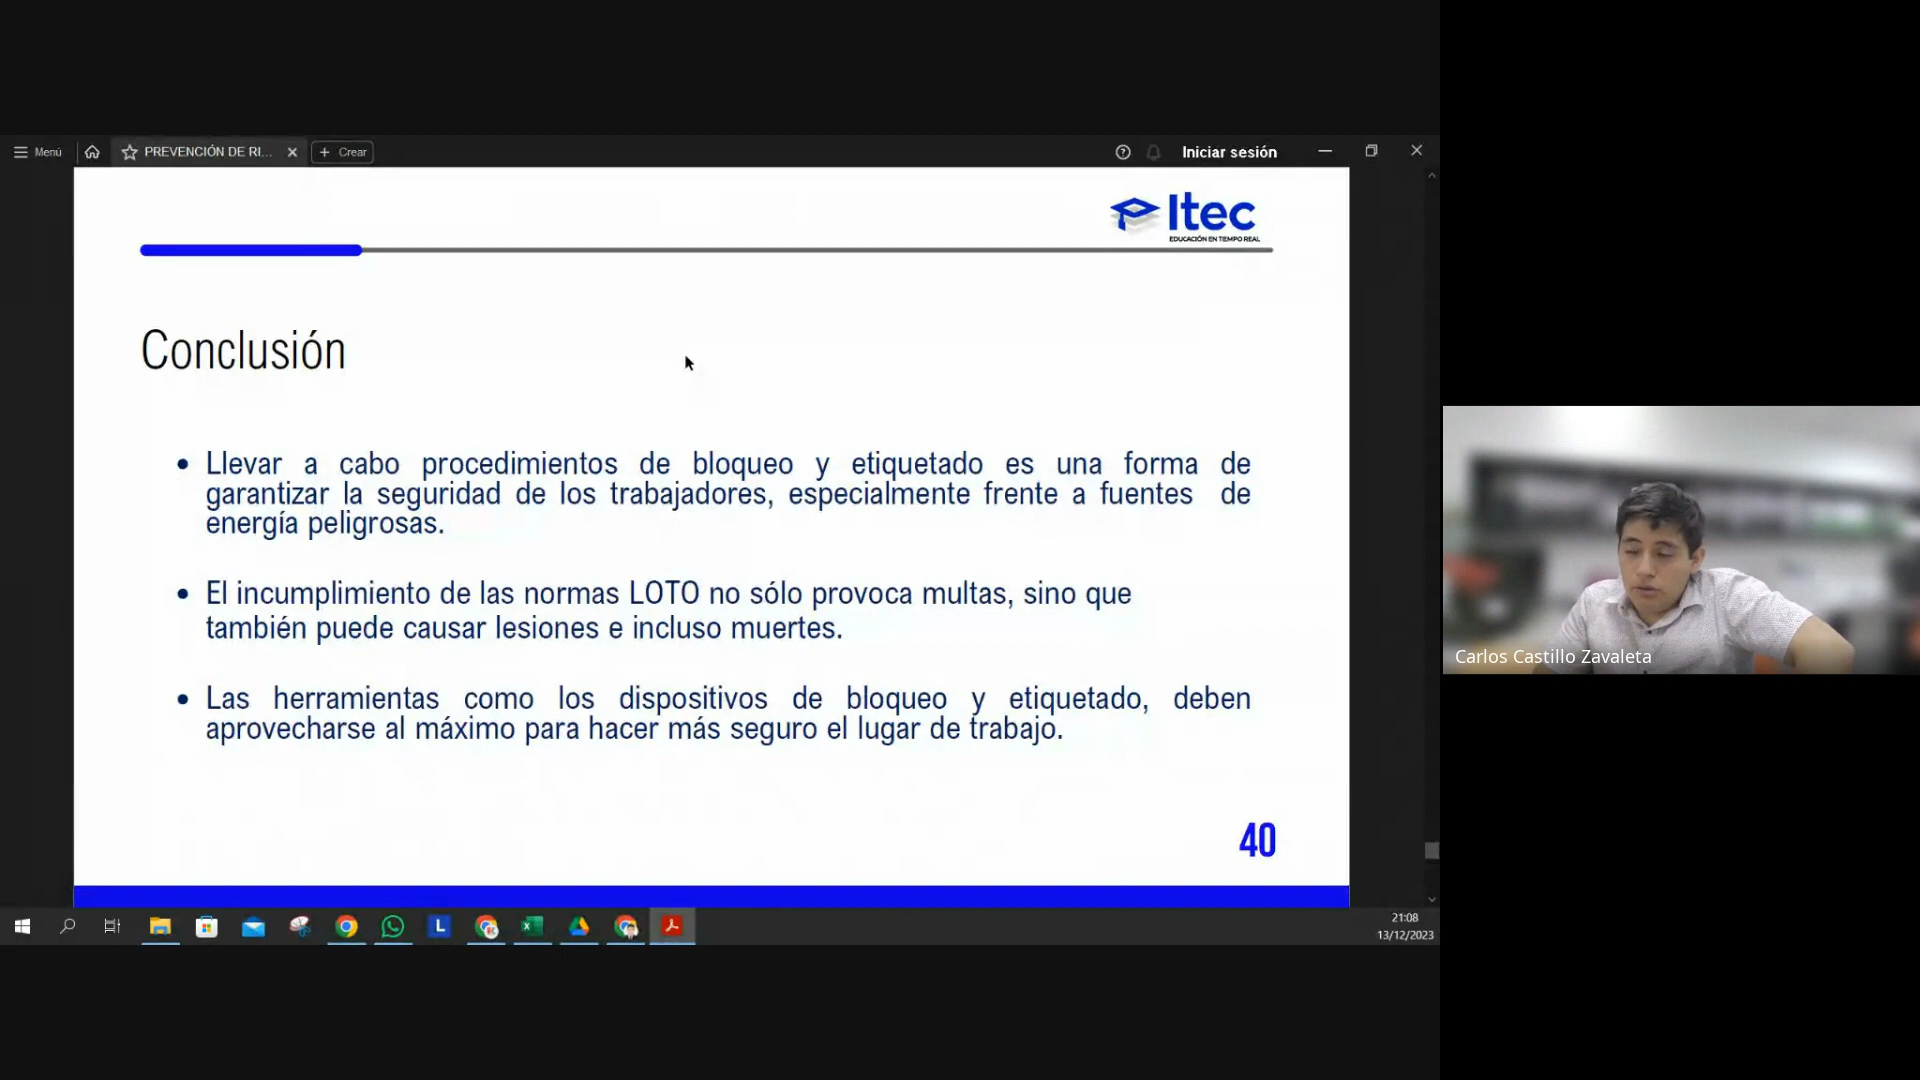 Menú
PREVENCIÓN DE RI...
+ Crear
Iniciar sesión
Itec
EDUCACIÓN EN TIEMPO REAL
Conclusión
• Llevar a cabo procedimientos de bloqueo y etiquetado es una forma de
garantizar la seguridad de los trabajadores, especialmente frente a fuentes de
energía peligrosas.
• El incumplimiento de las normas LOTO no sólo provoca multas, sino que
también puede causar lesiones e incluso muertes.
• Las herramientas como los dispositivos de bloqueo y etiquetado, deben
aprovecharse al máximo para hacer más seguro el lugar de trabajo.
40
Carlos Castillo Zavaleta
L
21:08
13/12/2023